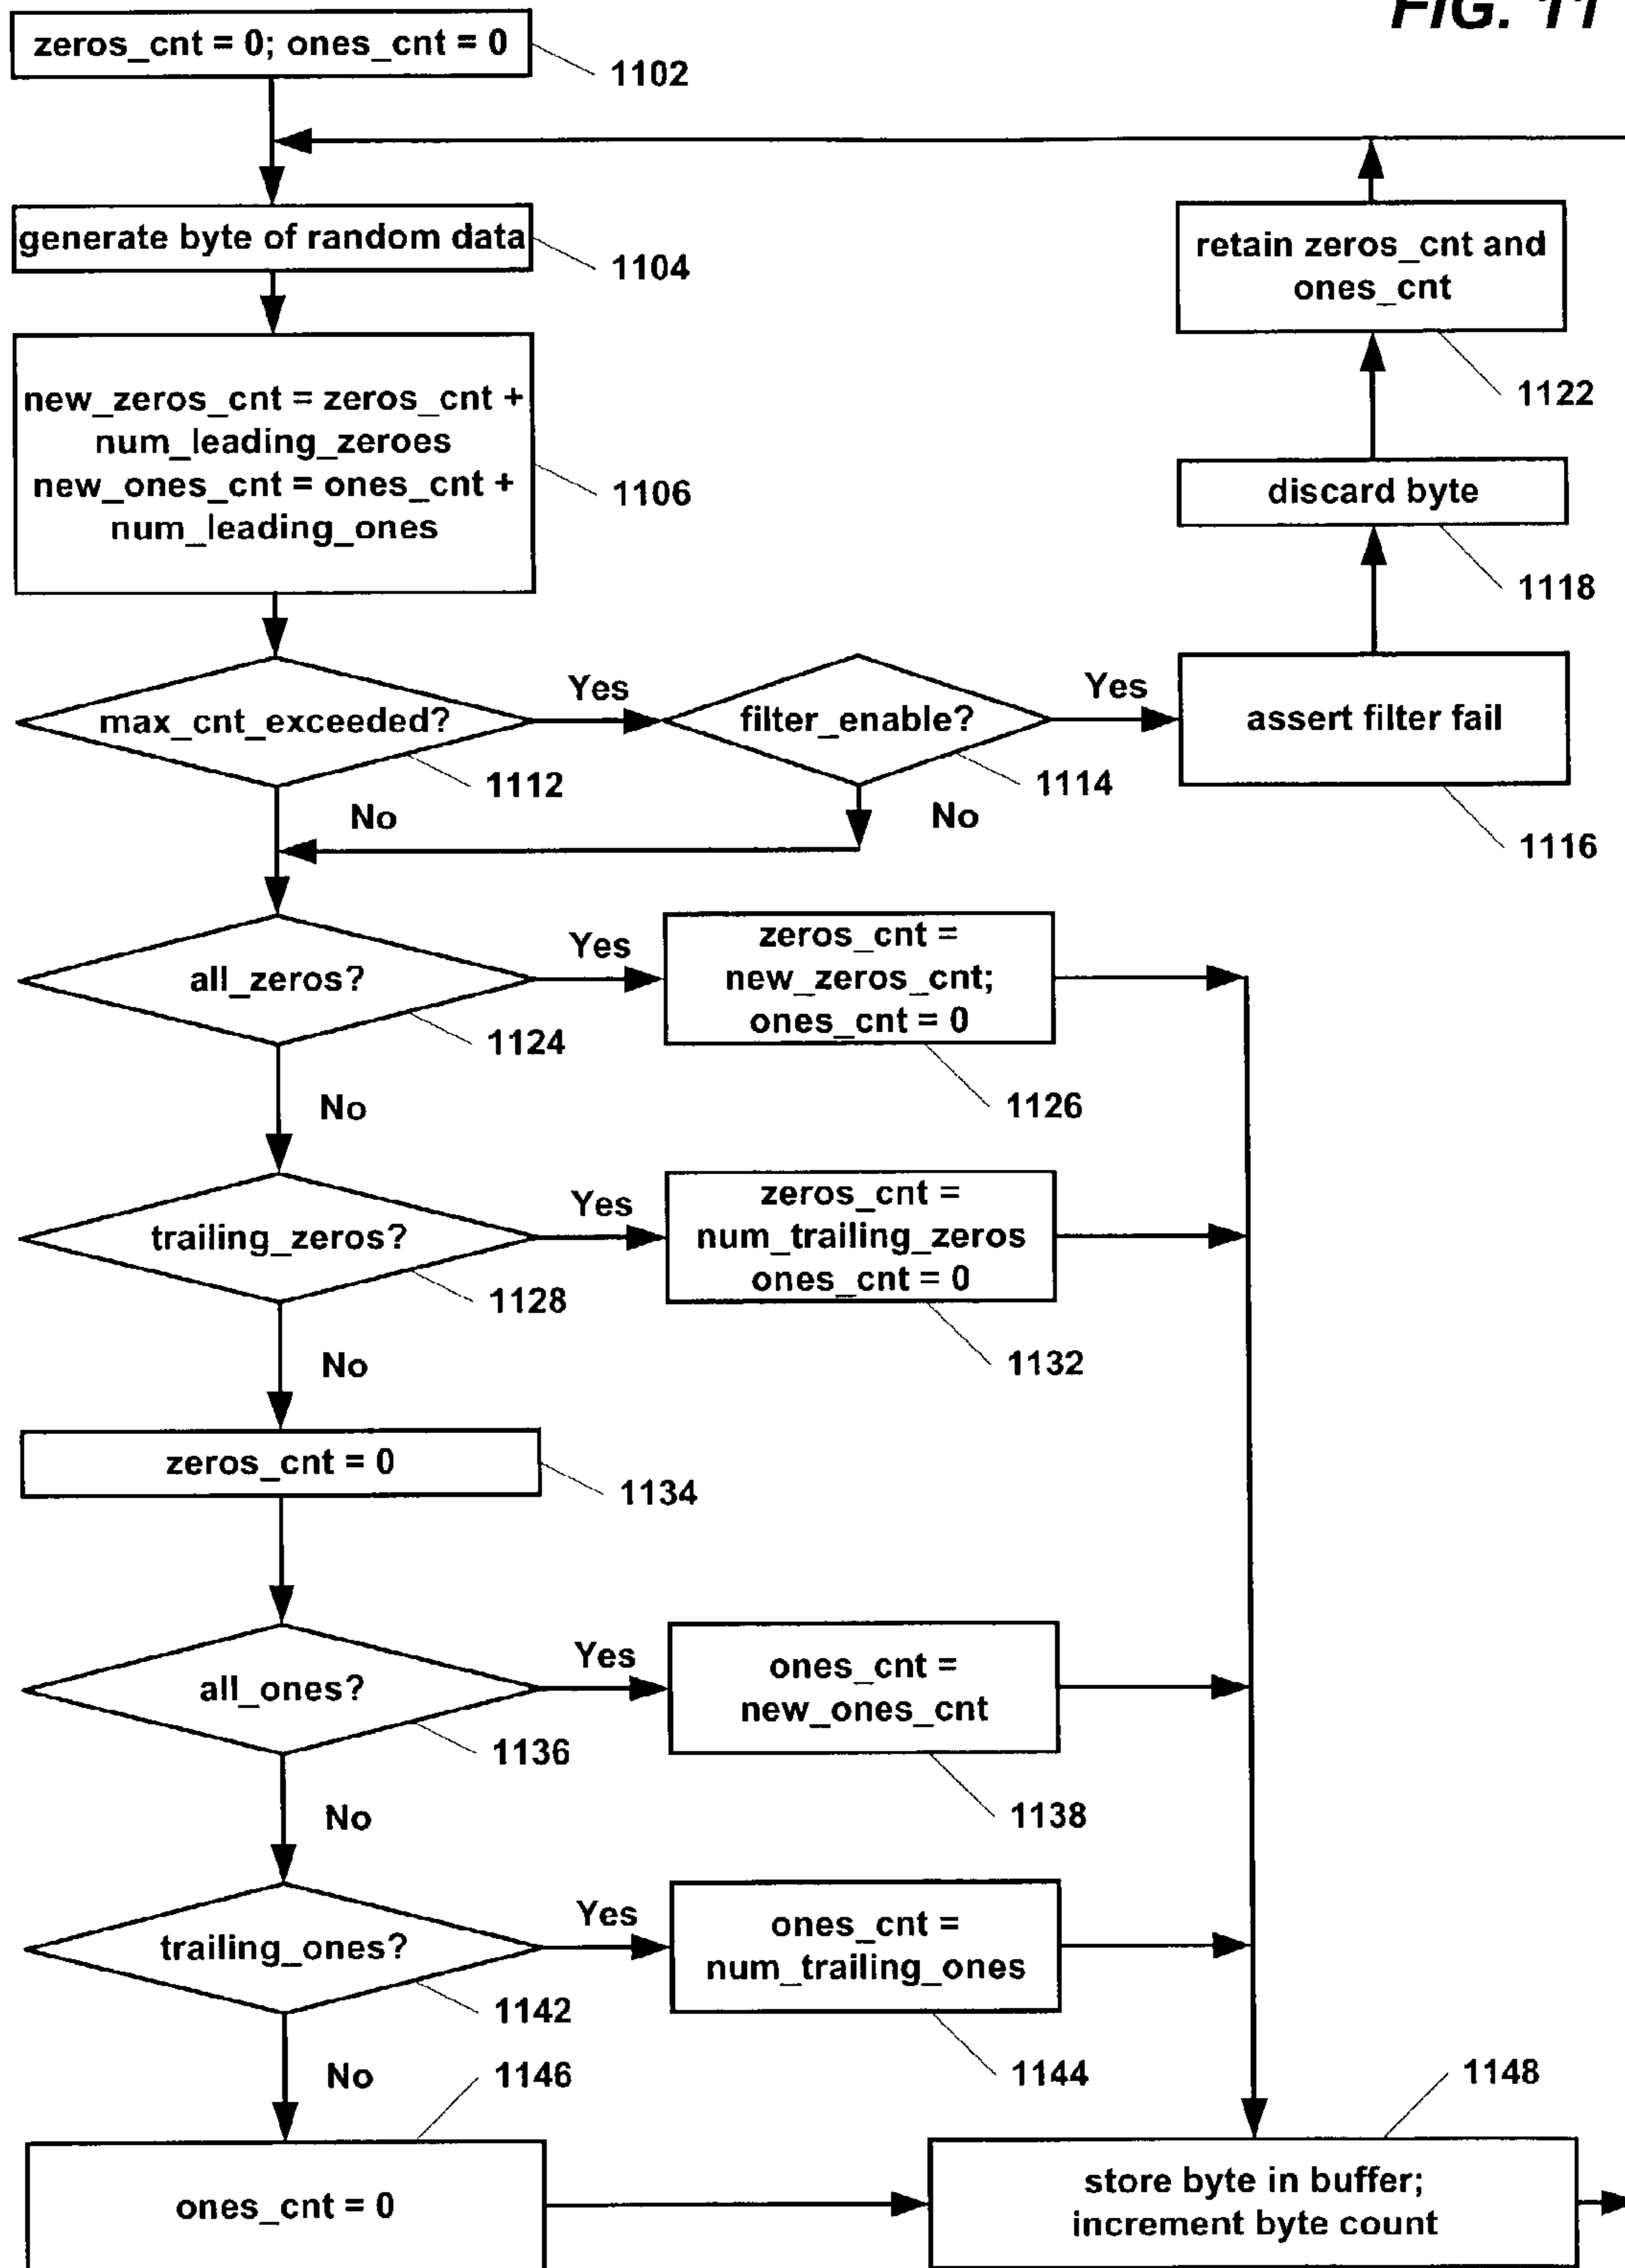 FIG. 11
zeros_cnt = 0; ones_cnt = 0
1102
generate byte of random data
1104
retain zeros_cnt and
ones_cnt
1122
new_zeros_cnt = zeros_cnt +
num_leading_zeroes
new_ones_cnt = ones_cnt +
num_leading_ones
1106
discard byte
1118
max_cnt_exceeded?
Yes
1112
No
filter_enable?
Yes
1114
No
assert filter fail
1116
all_zeros?
Yes
1124
No
zeros_cnt =
new_zeros_cnt;
ones_cnt = 0
1126
trailing_zeros?
Yes
1128
No
zeros_cnt =
num_trailing_zeros
ones_cnt = 0
1132
zeros_cnt = 0
1134
all_ones?
Yes
1136
No
ones_cnt =
new_ones_cnt
1138
trailing_ones?
Yes
1142
No
ones_cnt =
num_trailing_ones
1144
1146
ones_cnt = 0
1148
store byte in buffer;
increment byte count